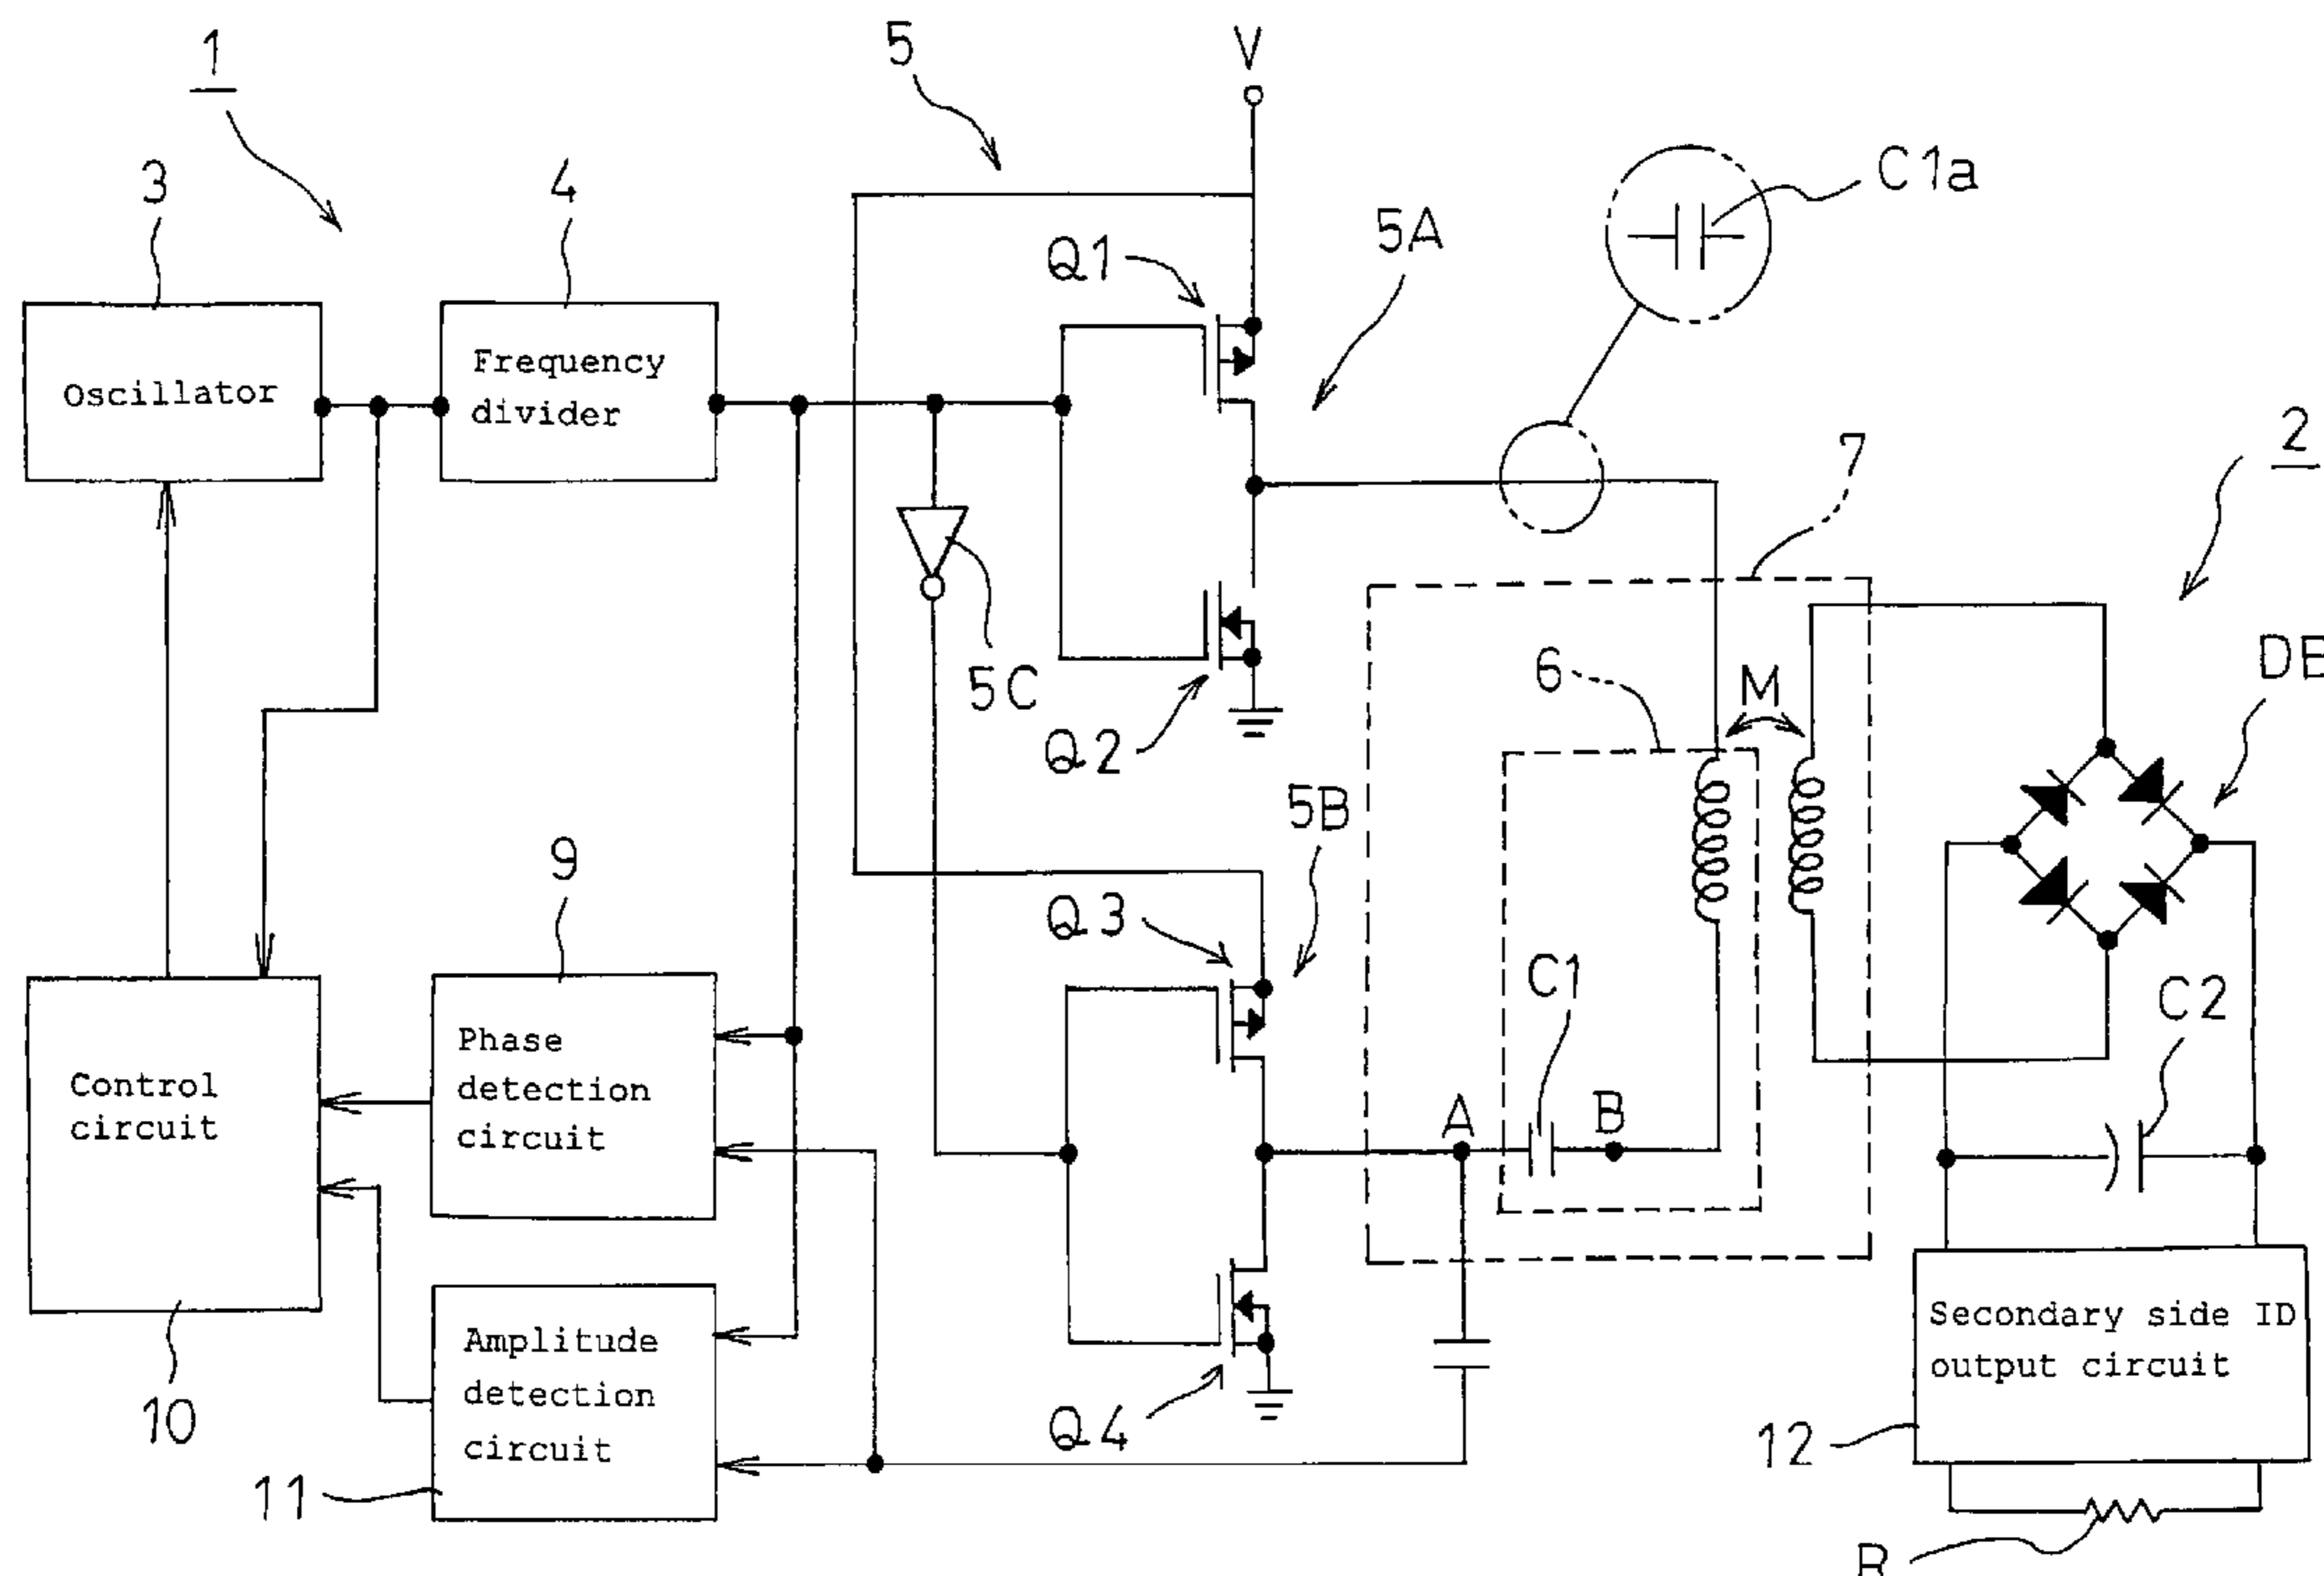 1
5
V
C1a
3
4
5A
Q1
Oscillator
Frequency
divider
2
7
5C
6
M
DB
Q2
5B
9
Q3
C1
C2
Phase
detection
circuit
Control
circuit
A
B
Amplitude
detection
circuit
Secondary side ID
output circuit
10
Q4
12
11
R